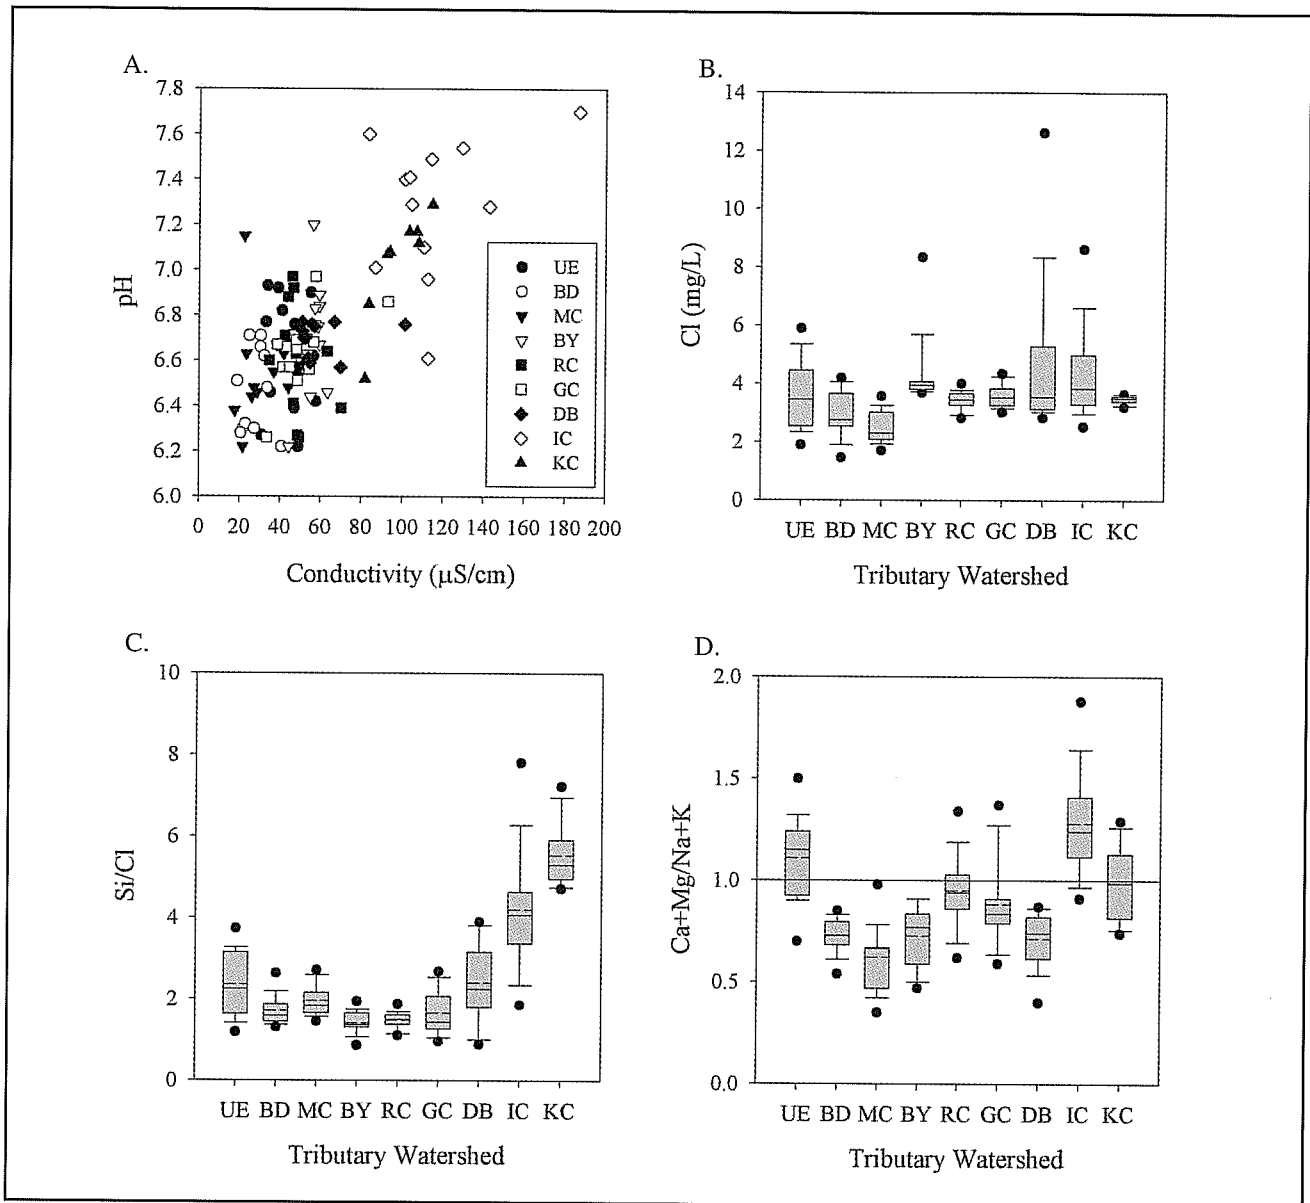 A.
7.8
7.6
7.4
7.2
7.0
6.8
6.6
6.4
6.2
6.0
pH
0 20 40 60 80 100 120 140 160 180 200
Conductivity (µS/cm)
UE
BD
MC
BY
RC
GC
DB
IC
KC
B.
14
12
10
8
6
4
2
0
Cl (mg/L)
UE BD MC BY RC GC DB IC KC
Tributary Watershed
C.
10
8
6
4
2
0
Si/Cl
UE BD MC BY RC GC DB IC KC
Tributary Watershed
D.
2.0
1.5
1.0
0.5
0.0
Ca+Mg/Na+K
UE BD MC BY RC GC DB IC KC
Tributary Watershed